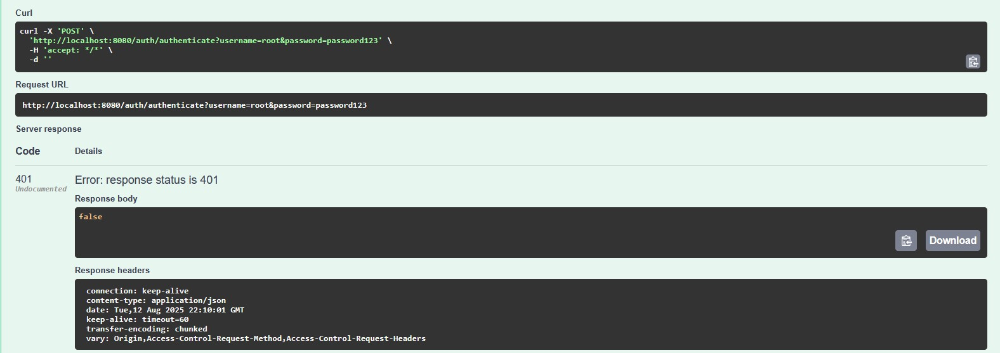 Curl
curl -X 'POST' \
'http://localhost:8080/auth/authenticate?username=root&password=password123' \
-H 'accept: */*' \
-d ''
Request URL
http://localhost:8080/auth/authenticate?username=root&password=password123
Server response
Code Details
401 Error: response status is 401
Undocumented
Response body
false
Download
Response headers
connection: keep-alive
content-type: application/json
date: Tue,12 Aug 2025 22:10:01 GMT
keep-alive: timeout=60
transfer-encoding: chunked
vary: Origin,Access-Control-Request-Method,Access-Control-Request-Headers